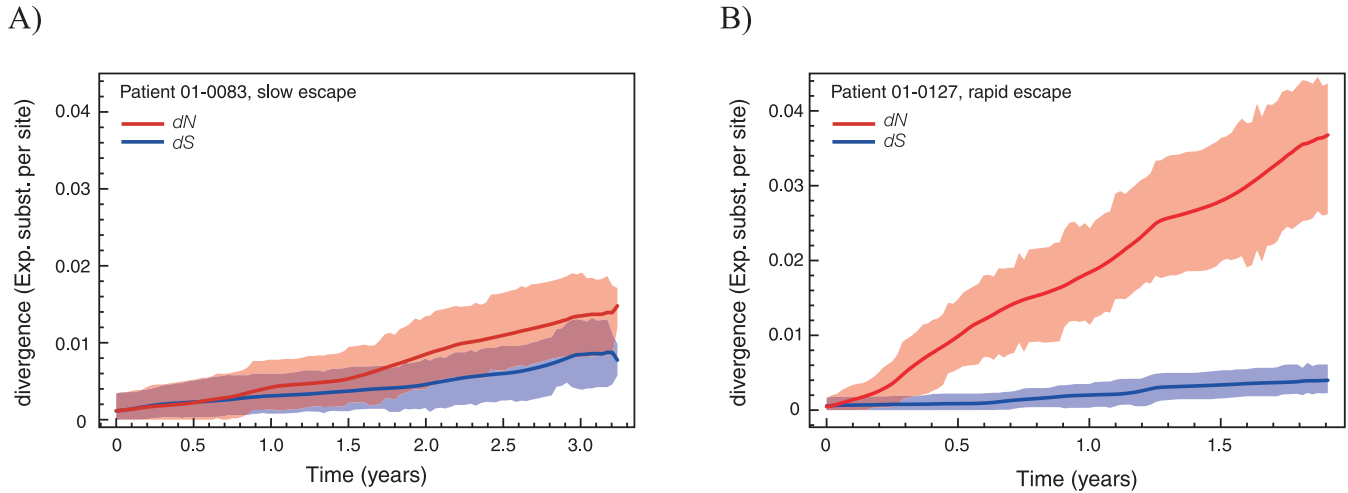 A)
Patient 01-0083, slow escape
dN
dS
divergence (Exp. subst. per site)
0.04
0.03
0.02
0.01
0
0 0.5 1.0 1.5 2.0 2.5 3.0
Time (years)
B)
Patient 01-0127, rapid escape
dN
dS
divergence (Exp. subst. per site)
0.04
0.03
0.02
0.01
0
0 0.5 1.0 1.5
Time (years)